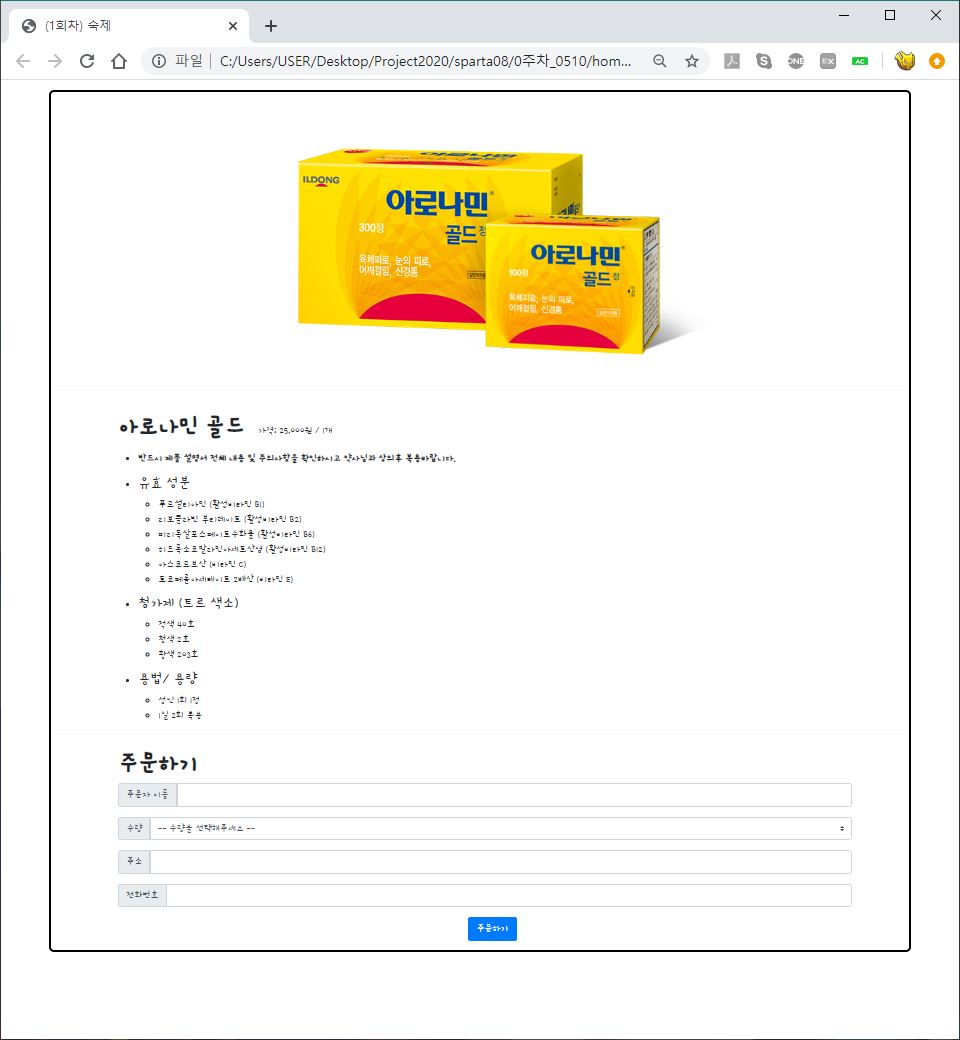 (1회차) 숙제
파일 | C:/Users/USER/Desktop/Project2020/sparta08/0주차_0510/hom...
ONE
EX
AC
ILDONG
아로나민
골드 정
300정
육체피로, 눈의 피로,
어깨결림, 신경통
일반의약품
아로나민
골드 정
100정
육체피로, 눈의 피로,
어깨결림, 신경통
일반의약품
아로나민 골드 가격: 25,000원 / 1개
반드시 제품 설명서 전체 내용 및 주의사항을 확인하시고 약사님과 상의후 복용바랍니다.
유효 성분
푸르설티아민 (활성비타민 B1)
리보플라빈 부티레이트 (활성비타민 B2)
피리독살포스페이트수화물 (활성비타민 B6)
히드록소코발라민아세트산염 (활성비타민 B12)
아스코르브산 (비타민 C)
토코페롤아세테이트 2배산 (비타민 E)
첨가제 (트르 색소)
적색 40호
청색 2호
황색 203호
용법/ 용량
성인 1회 1정
1일 2회 복용
주문하기
주문자 이름
수량 -- 수량을 선택해주세요 --
주소
전화번호
주문하기